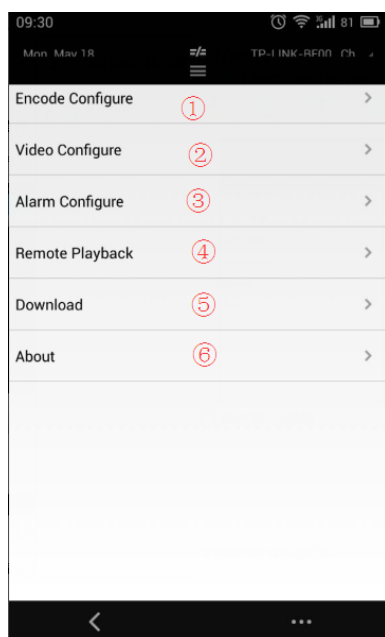 09:30 81
Mon May 18 =/= TP-LINK-BE00 Ch
Encode Configure ①
Video Configure ②
Alarm Configure ③
Remote Playback ④
Download ⑤
About ⑥